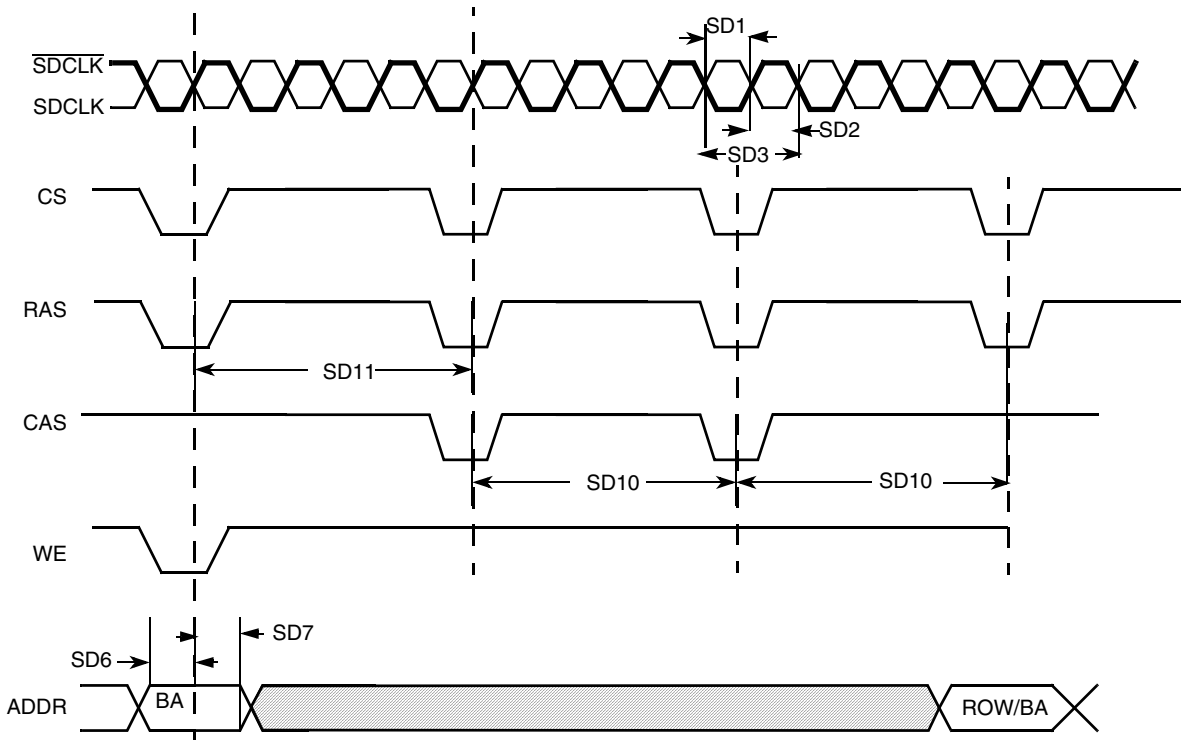 SD1
SDCLK
SDCLK
SD2
SD3
CS
RAS
SD11
CAS
SD10
SD10
WE
SD7
SD6
ADDR
BA
ROW/BA